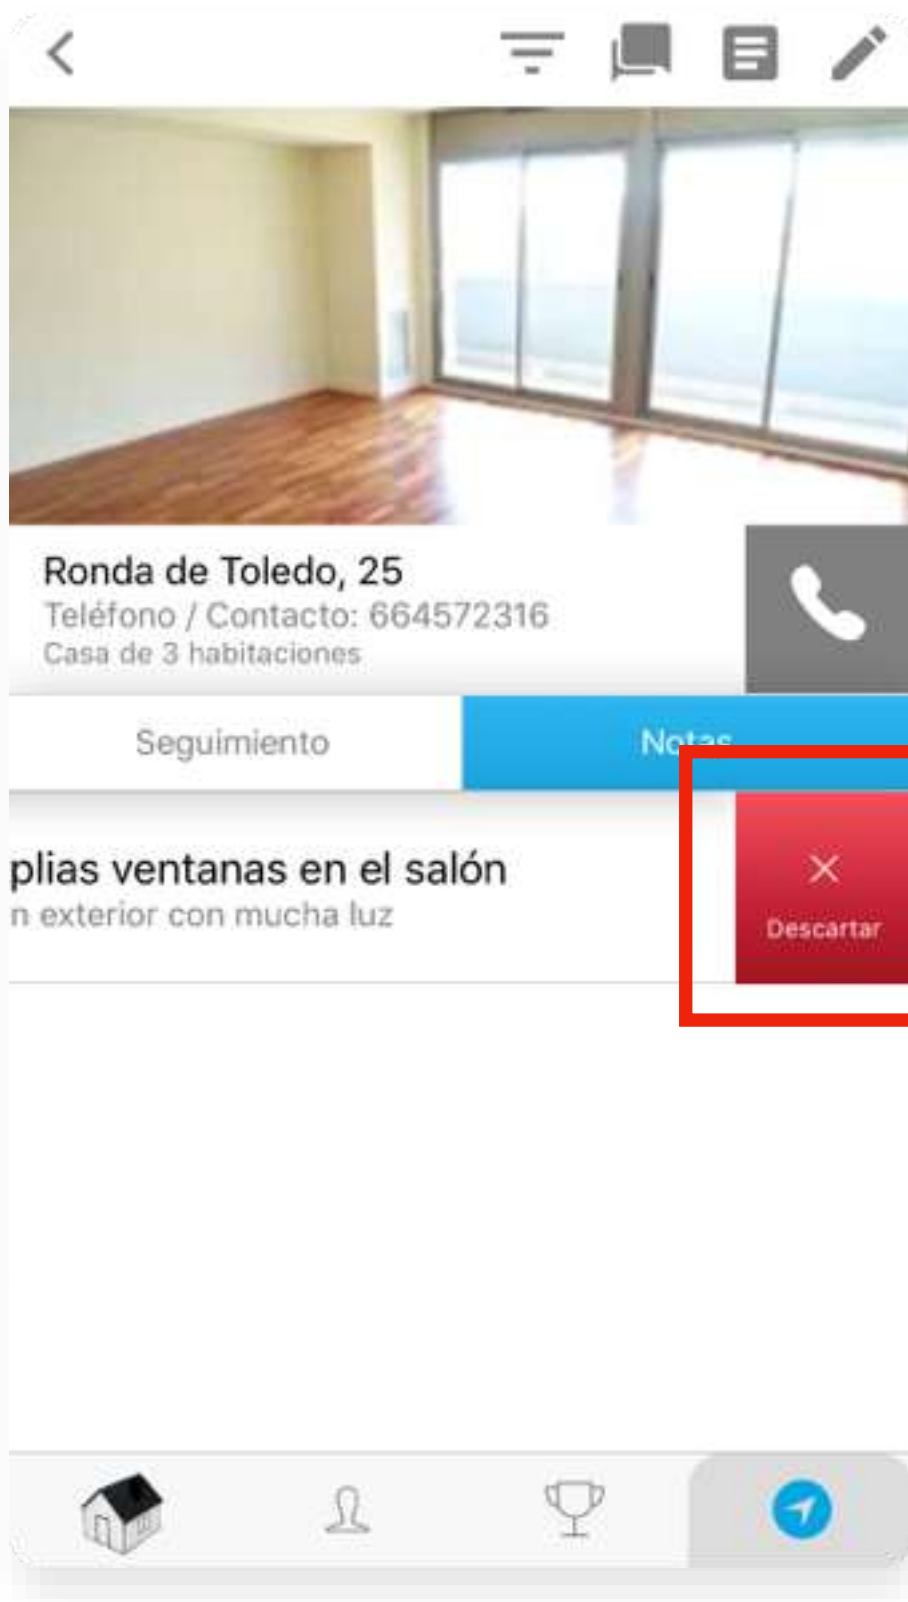 Ronda de Toledo, 25
Teléfono / Contacto: 664572316
Casa de 3 habitaciones
Seguimiento
Notas
plias ventanas en el salón
n exterior con mucha luz
Descartar